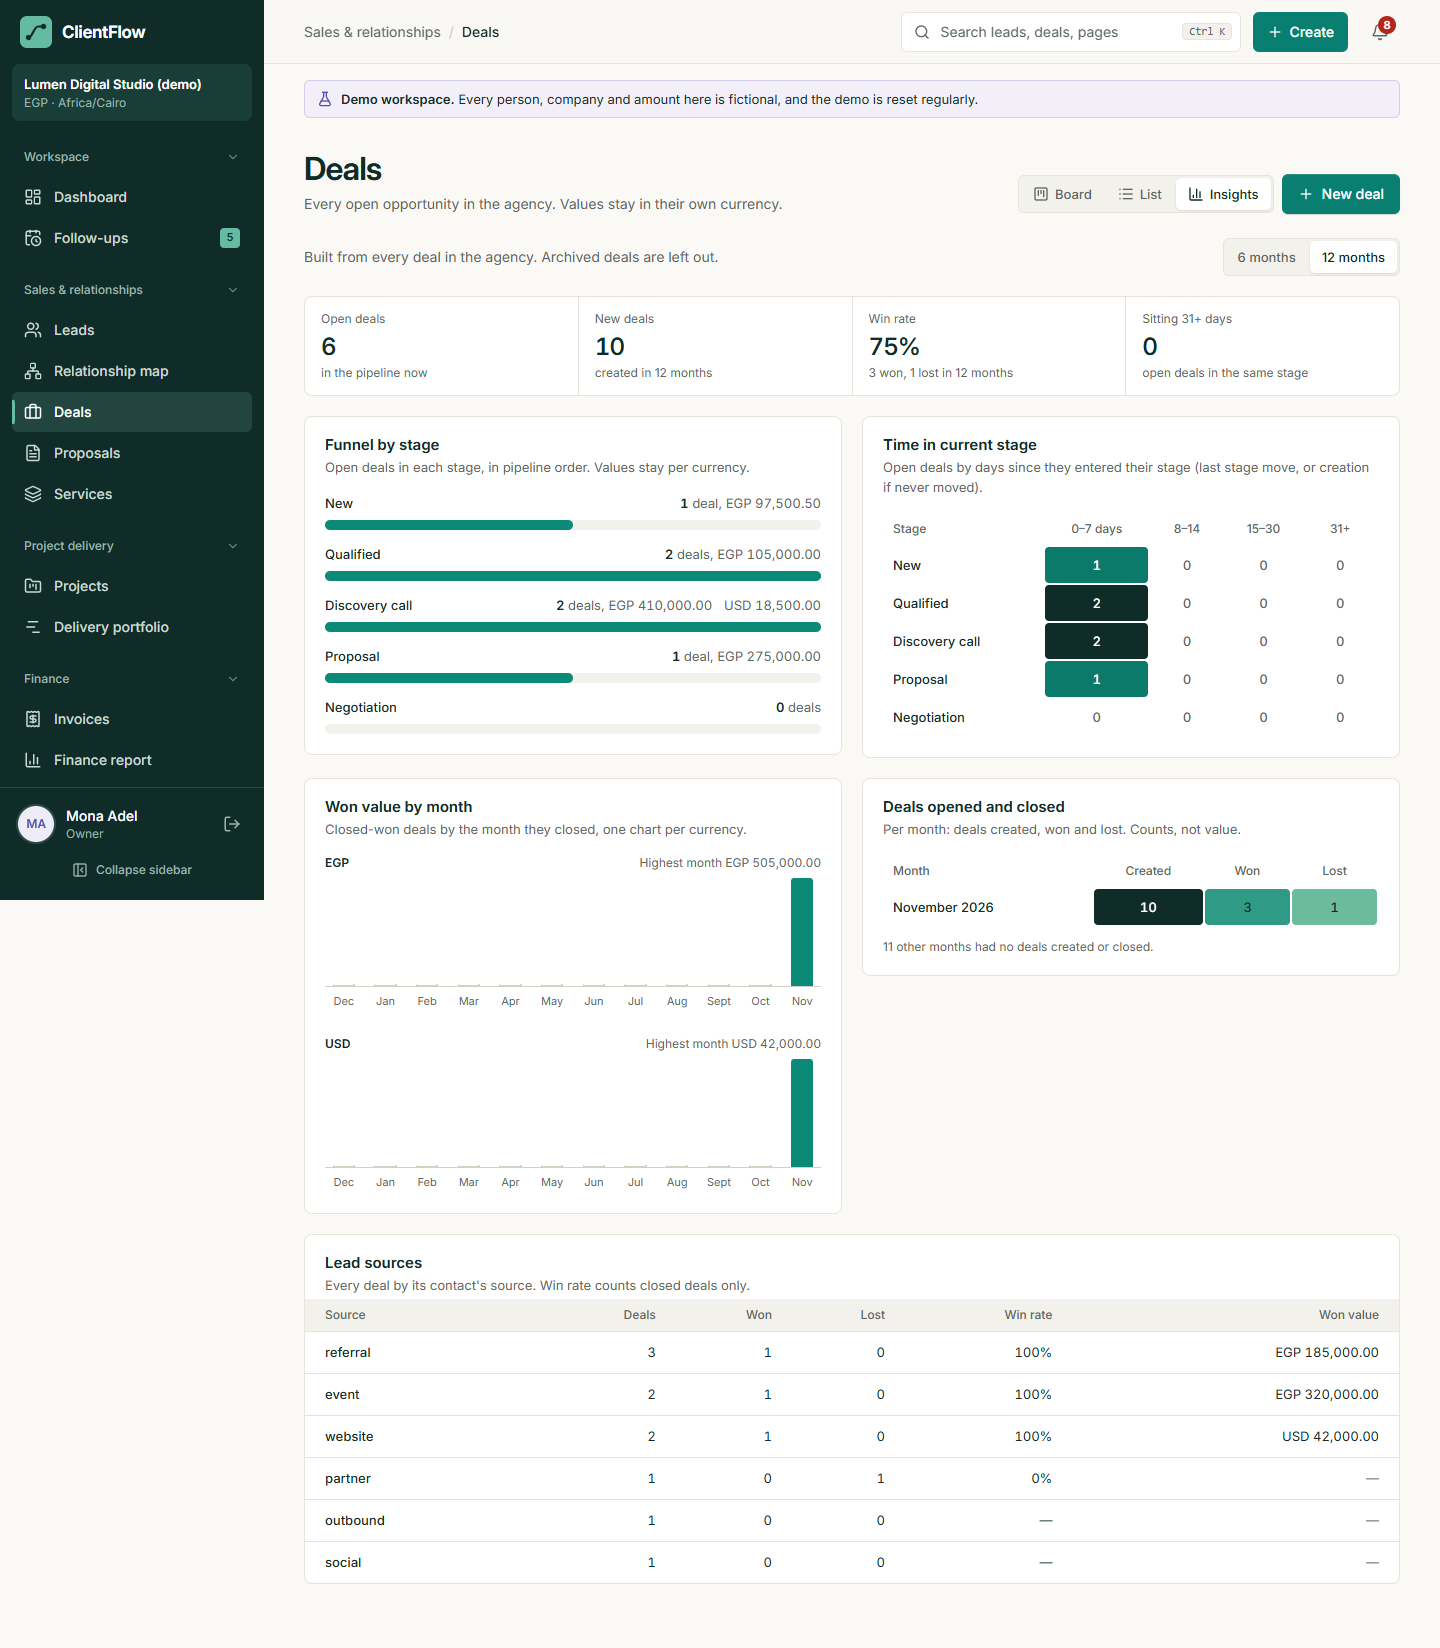 ClientFlow
Lumen Digital Studio (demo)
EGP · Africa/Cairo
Workspace
Dashboard
Follow-ups
5
Sales & relationships
Leads
Relationship map
Deals
Proposals
Services
Project delivery
Projects
Delivery portfolio
Finance
Invoices
Finance report
MA
Mona Adel
Owner
Collapse sidebar
Sales & relationships / Deals
Search leads, deals, pages
Ctrl K
Create
8
Demo workspace. Every person, company and amount here is fictional, and the demo is reset regularly.
Deals
Every open opportunity in the agency. Values stay in their own currency.
Board
List
Insights
New deal
Built from every deal in the agency. Archived deals are left out.
6 months
12 months
Open deals
6
in the pipeline now
New deals
10
created in 12 months
Win rate
75%
3 won, 1 lost in 12 months
Sitting 31+ days
0
open deals in the same stage
Funnel by stage
Open deals in each stage, in pipeline order. Values stay per currency.
New 1 deal, EGP 97,500.50
Qualified 2 deals, EGP 105,000.00
Discovery call 2 deals, EGP 410,000.00 USD 18,500.00
Proposal 1 deal, EGP 275,000.00
Negotiation 0 deals
Time in current stage
Open deals by days since they entered their stage (last stage move, or creation
if never moved).
Stage 0–7 days 8–14 15–30 31+
New 1 0 0 0
Qualified 2 0 0 0
Discovery call 2 0 0 0
Proposal 1 0 0 0
Negotiation 0 0 0 0
Won value by month
Closed-won deals by the month they closed, one chart per currency.
EGP Highest month EGP 505,000.00
Dec Jan Feb Mar Apr May Jun Jul Aug Sept Oct Nov
USD Highest month USD 42,000.00
Dec Jan Feb Mar Apr May Jun Jul Aug Sept Oct Nov
Deals opened and closed
Per month: deals created, won and lost. Counts, not value.
Month Created Won Lost
November 2026 10 3 1
11 other months had no deals created or closed.
Lead sources
Every deal by its contact's source. Win rate counts closed deals only.
Source Deals Won Lost Win rate Won value
referral 3 1 0 100% EGP 185,000.00
event 2 1 0 100% EGP 320,000.00
website 2 1 0 100% USD 42,000.00
partner 1 0 1 0% —
outbound 1 0 0 — —
social 1 0 0 — —